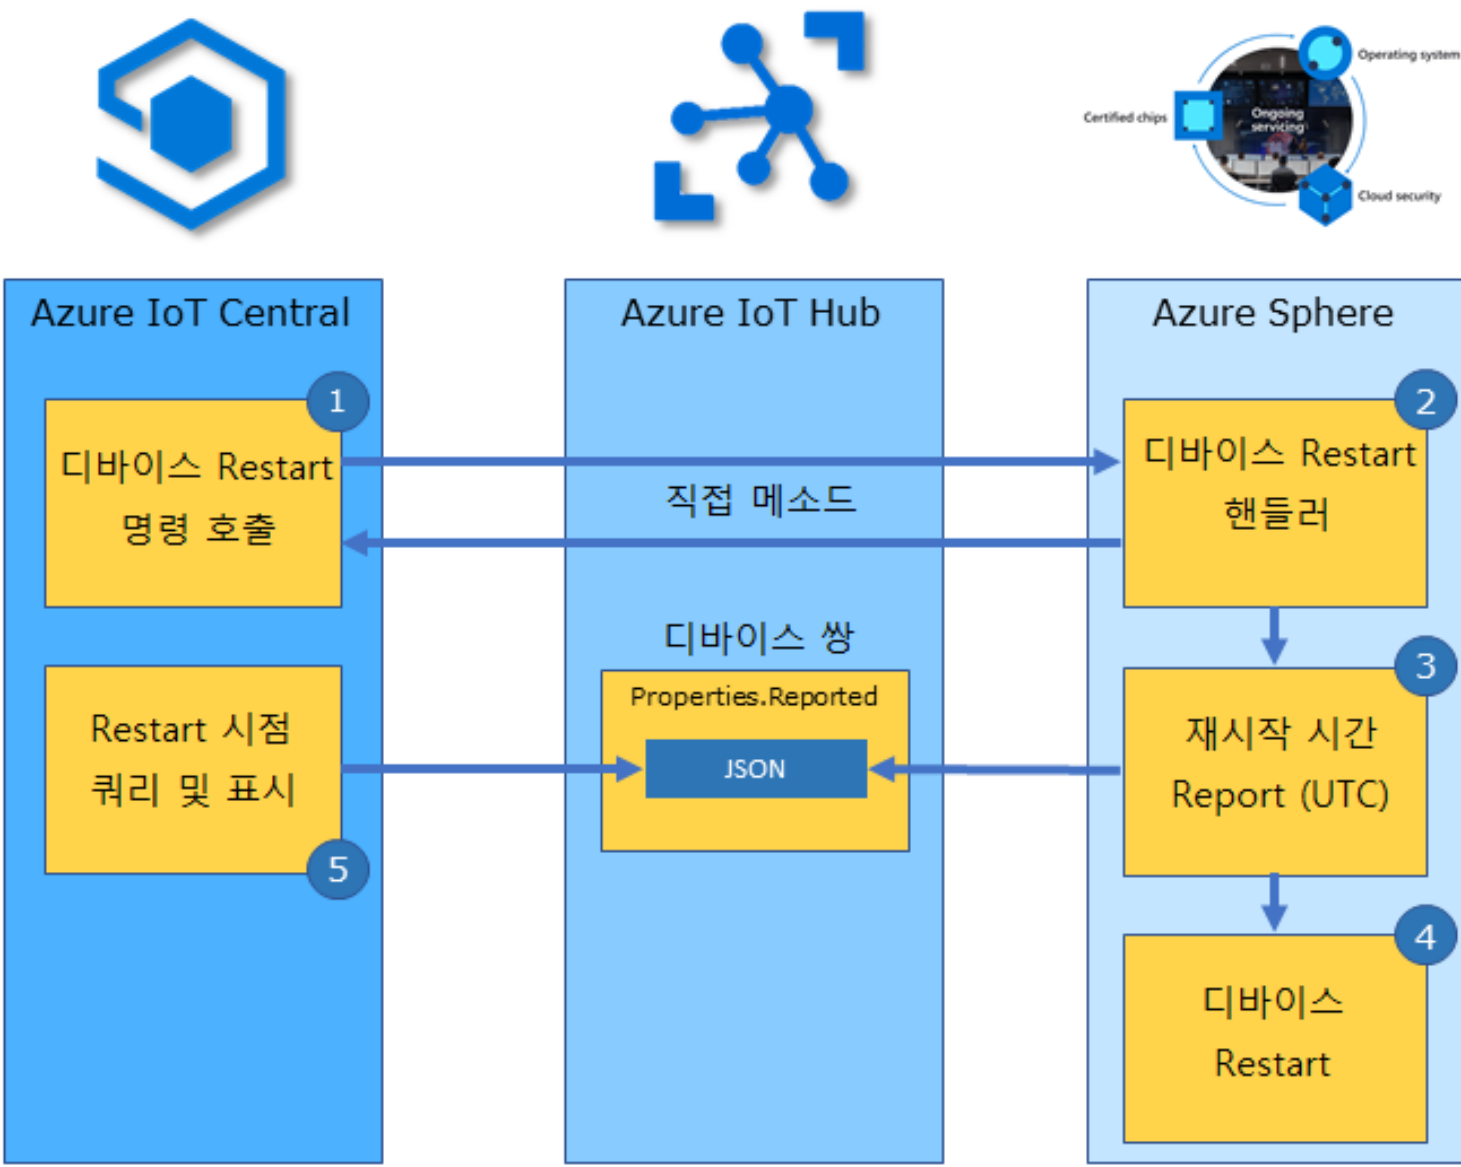 Operating system
Certified chips
Ongoing
servicing
Cloud security
Azure IoT Central
Azure IoT Hub
Azure Sphere
1
디바이스 Restart
명령 호출
직접 메소드
2
디바이스 Restart
핸들러
디바이스 쌍
Properties.Reported
JSON
3
재시작 시간
Report (UTC)
Restart 시점
쿼리 및 표시
5
4
디바이스
Restart